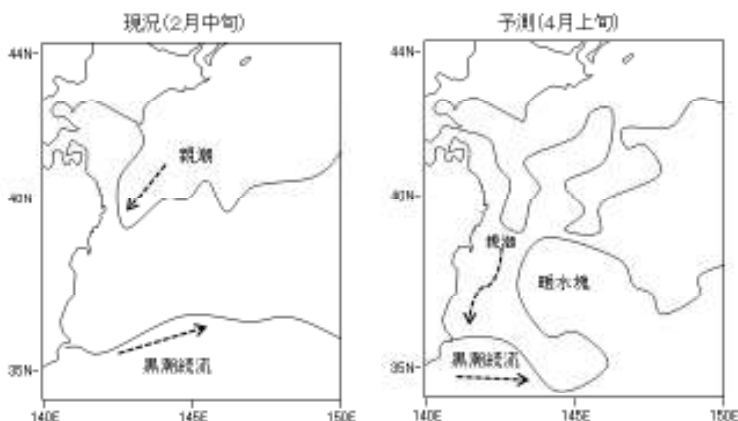 現況(2月中旬)
44N
親潮
40N
黒潮続流
35N
140E
145E
150E
予測(4月上旬)
44N
40N
親潮
暖水塊
黒潮続流
35N
140E
145E
150E